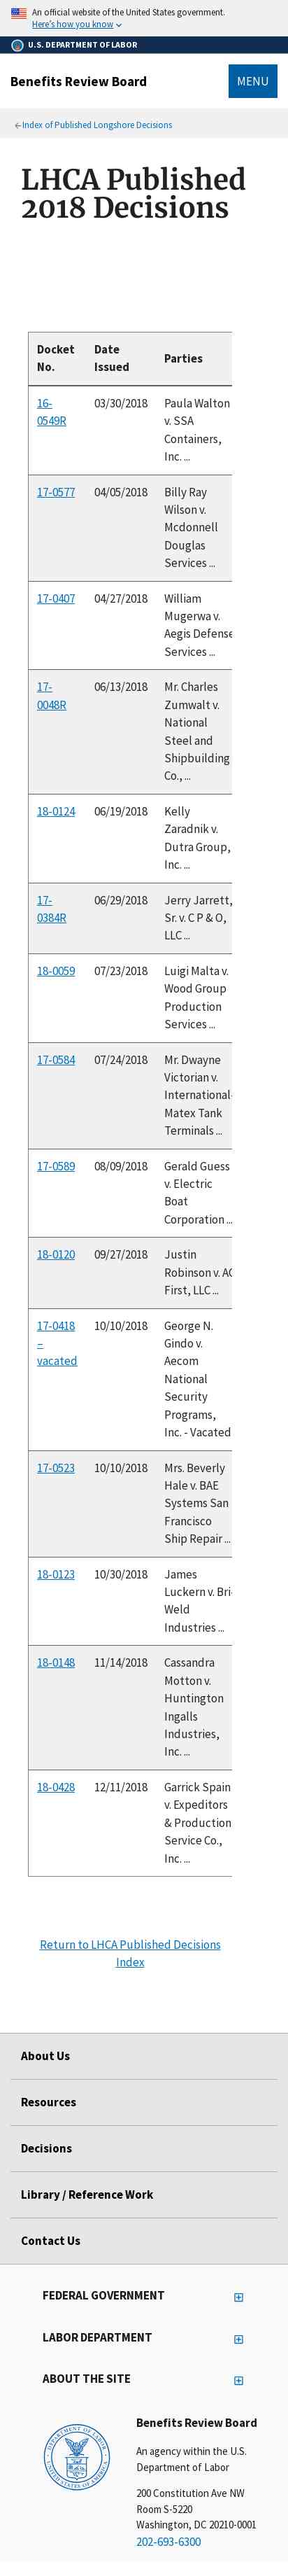 An official website of the United States government.
Here's how you know
U.S. DEPARTMENT OF LABOR
Benefits Review Board
MENU
Index of Published Longshore Decisions
LHCA Published
2018 Decisions
Docket No. Date Issued Parties
16-0549R 03/30/2018 Paula Walton v. SSA Containers, Inc. ...
17-0577 04/05/2018 Billy Ray Wilson v. Mcdonnell Douglas Services ...
17-0407 04/27/2018 William Mugerwa v. Aegis Defense Services ...
17-0048R 06/13/2018 Mr. Charles Zumwalt v. National Steel and Shipbuilding Co., ...
18-0124 06/19/2018 Kelly Zaradnik v. Dutra Group, Inc. ...
17-0384R 06/29/2018 Jerry Jarrett, Sr. v. C P & O, LLC ...
18-0059 07/23/2018 Luigi Malta v. Wood Group Production Services ...
17-0584 07/24/2018 Mr. Dwayne Victorian v. International-Matex Tank Terminals ...
17-0589 08/09/2018 Gerald Guess v. Electric Boat Corporation ...
18-0120 09/27/2018 Justin Robinson v. AC First, LLC ...
17-0418 – vacated 10/10/2018 George N. Gindo v. Aecom National Security Programs, Inc. - Vacated
17-0523 10/10/2018 Mrs. Beverly Hale v. BAE Systems San Francisco Ship Repair ...
18-0123 10/30/2018 James Luckern v. Weld Industries ...
18-0148 11/14/2018 Cassandra Motton v. Huntington Ingalls Industries, Inc. ...
18-0428 12/11/2018 Garrick Spain v. Expeditors & Production Service Co., Inc. ...
Return to LHCA Published Decisions
Index
About Us
Resources
Decisions
Library / Reference Work
Contact Us
FEDERAL GOVERNMENT
LABOR DEPARTMENT
ABOUT THE SITE
DEPARTMENT OF LABOR
UNITED STATES OF AMERICA
Benefits Review Board
An agency within the U.S.
Department of Labor
200 Constitution Ave NW
Room S-5220
Washington, DC 20210-0001
202-693-6300